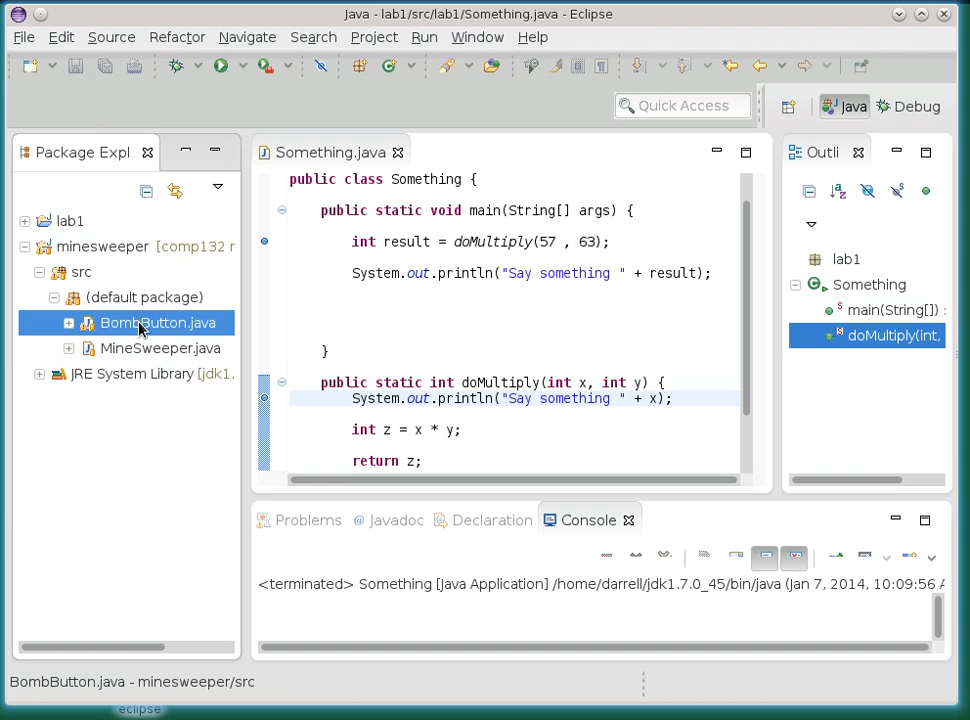 Java - lab1/src/lab1/Something.java - Eclipse
File Edit Source Refactor Navigate Search Project Run Window Help
Quick Access
Java
Debug
Package Expl
lab1
minesweeper [comp132 r
src
(default package)
BombButton.java
MineSweeper.java
JRE System Library [jdk1.
Something.java
public class Something {
public static void main(String[] args) {
int result = doMultiply(57 , 63);
System.out.println("Say something " + result);
}
public static int doMultiply(int x, int y) {
System.out.println("Say something " + x);
int z = x * y;
return z;
Outli
lab1
Something
main(String[]) :
doMultiply(int,
Problems @ Javadoc Declaration Console
<terminated> Something [Java Application] /home/darrell/jdk1.7.0_45/bin/java (Jan 7, 2014, 10:09:56 A
BombButton.java - minesweeper/src
eclipse